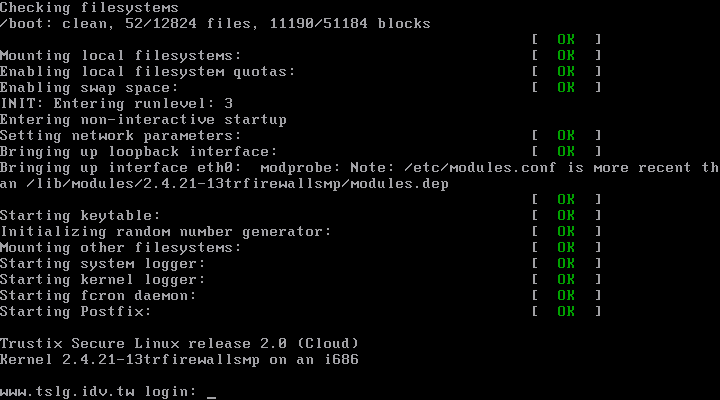 Checking filesystems
/boot: clean, 52/12824 files, 11190/51184 blocks
[  OK  ]
Mounting local filesystems: [  OK  ]
Enabling local filesystem quotas: [  OK  ]
Enabling swap space: [  OK  ]
INIT: Entering runlevel: 3
Entering non-interactive startup
Setting network parameters: [  OK  ]
Bringing up loopback interface: [  OK  ]
Bringing up interface eth0:  modprobe: Note: /etc/modules.conf is more recent th
an /lib/modules/2.4.21-13trfirewallsmp/modules.dep
[  OK  ]
Starting keytable: [  OK  ]
Initializing random number generator: [  OK  ]
Mounting other filesystems: [  OK  ]
Starting system logger: [  OK  ]
Starting kernel logger: [  OK  ]
Starting fcron daemon: [  OK  ]
Starting Postfix: [  OK  ]
Trustix Secure Linux release 2.0 (Cloud)
Kernel 2.4.21-13trfirewallsmp on an i686
www.tslg.idv.tw login: _